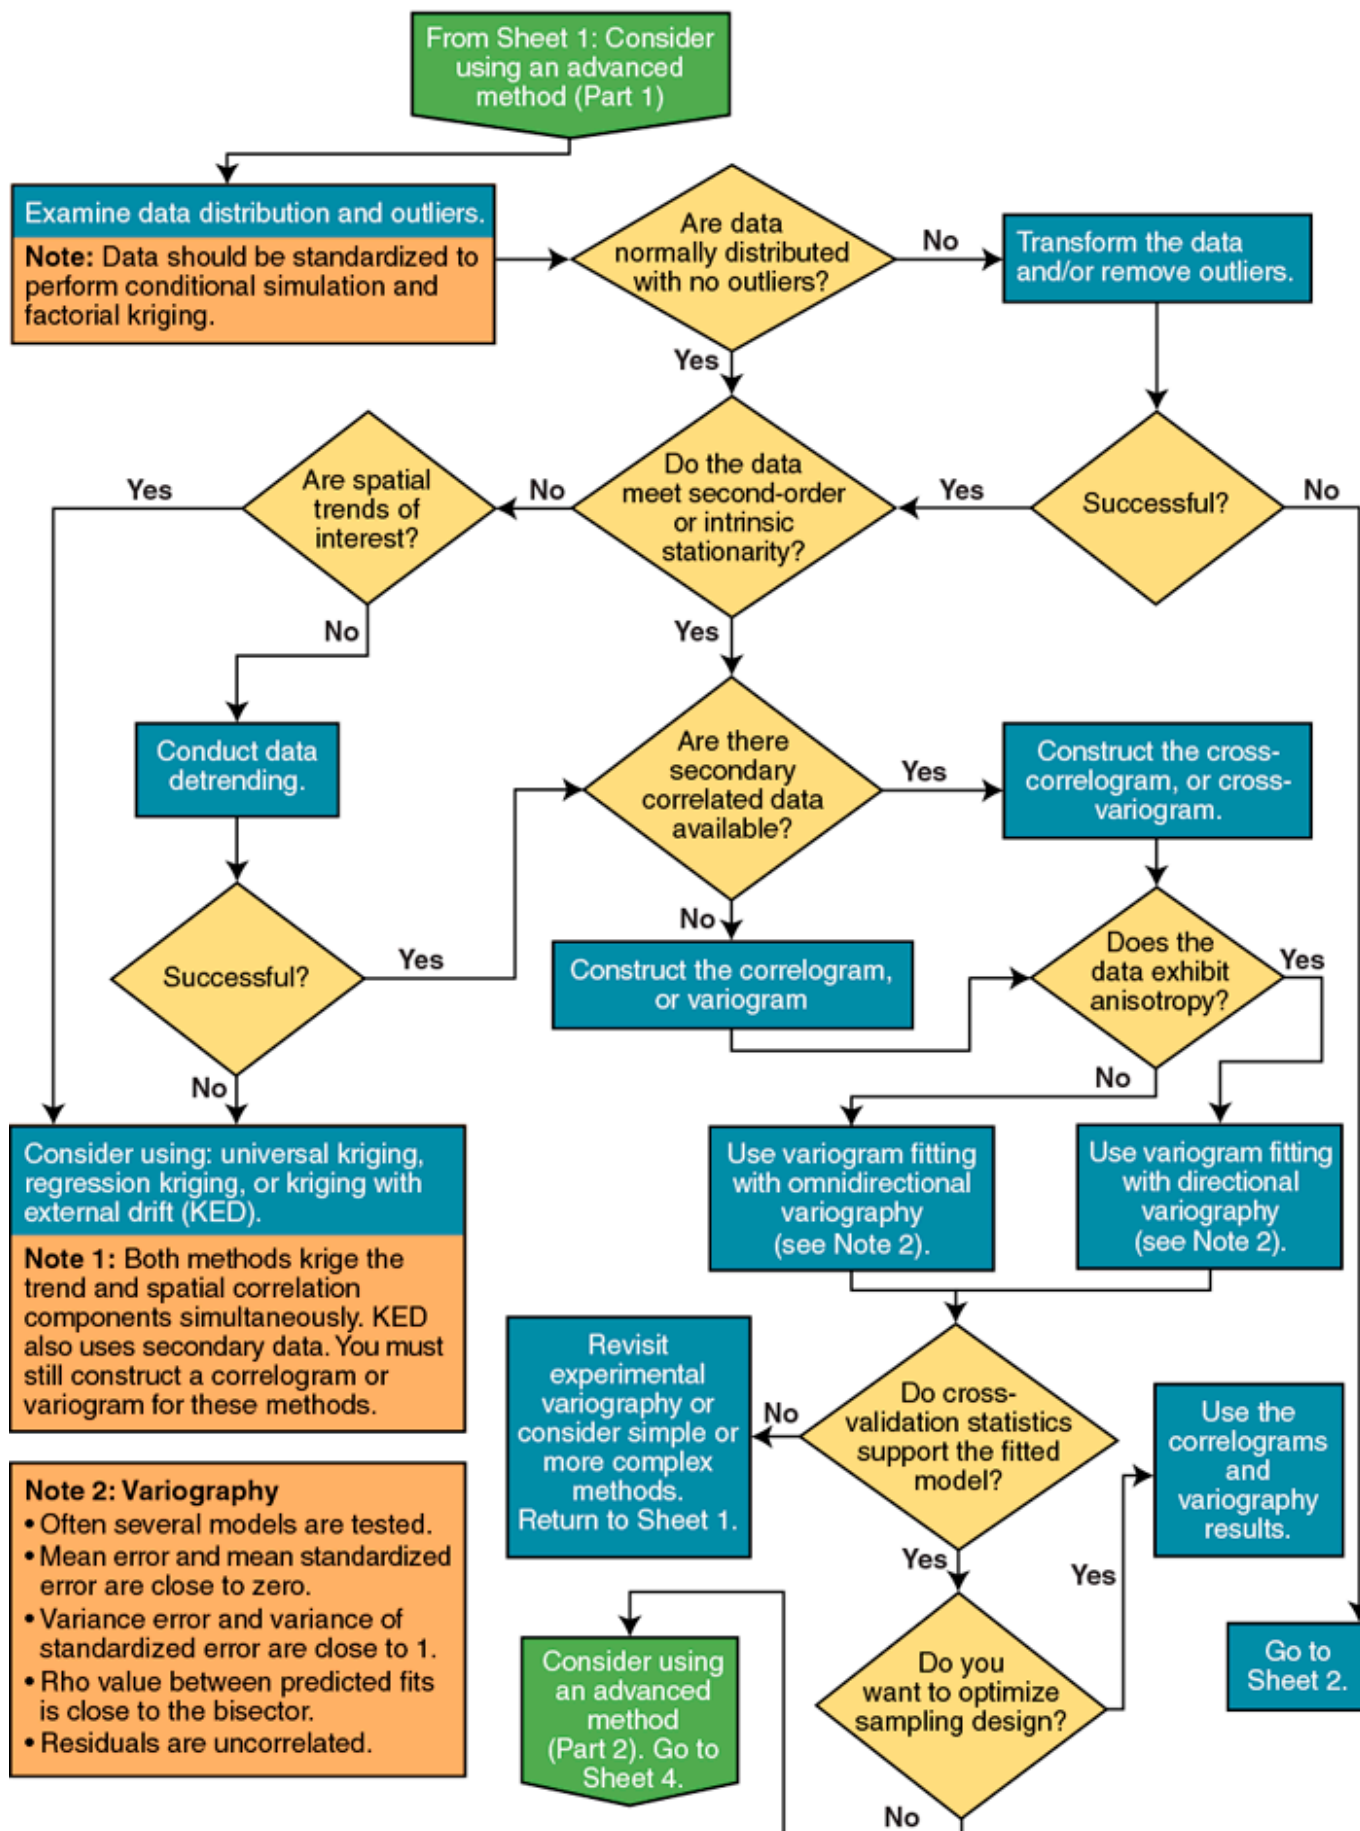 From Sheet 1: Consider
using an advanced
method (Part 1)
Examine data distribution and outliers.
Note: Data should be standardized to
perform conditional simulation and
factorial kriging.
Are data
normally distributed
with no outliers?
No
Transform the data
and/or remove outliers.
Yes
Yes
Are spatial
trends of
interest?
No
Do the data
meet second-order
or intrinsic
stationarity?
Yes
Successful?
No
No
Yes
Conduct data
detrending.
Are there
secondary
correlated data
available?
Yes
Construct the cross-
correlogram, or cross-
variogram.
Successful?
Yes
No
Construct the correlogram,
or variogram
Does the
data exhibit
anisotropy?
Yes
No
No
Consider using: universal kriging,
regression kriging, or kriging with
external drift (KED).
Note 1: Both methods krige the
trend and spatial correlation
components simultaneously. KED
also uses secondary data. You must
still construct a correlogram or
variogram for these methods.
Use variogram fitting
with omnidirectional
variography
(see Note 2).
Use variogram fitting
with directional
variography
(see Note 2).
Revisit
experimental
variography or
consider simple or
more complex
methods.
Return to Sheet 1.
No
Do cross-
validation statistics
support the fitted
model?
Use the
correlograms
and
variography
results.
Note 2: Variography
• Often several models are tested.
• Mean error and mean standardized
error are close to zero.
• Variance error and variance of
standardized error are close to 1.
• Rho value between predicted fits
is close to the bisector.
• Residuals are uncorrelated.
Yes
Yes
Consider using
an advanced
method
(Part 2). Go to
Sheet 4.
Do you
want to optimize
sampling design?
Go to
Sheet 2.
No